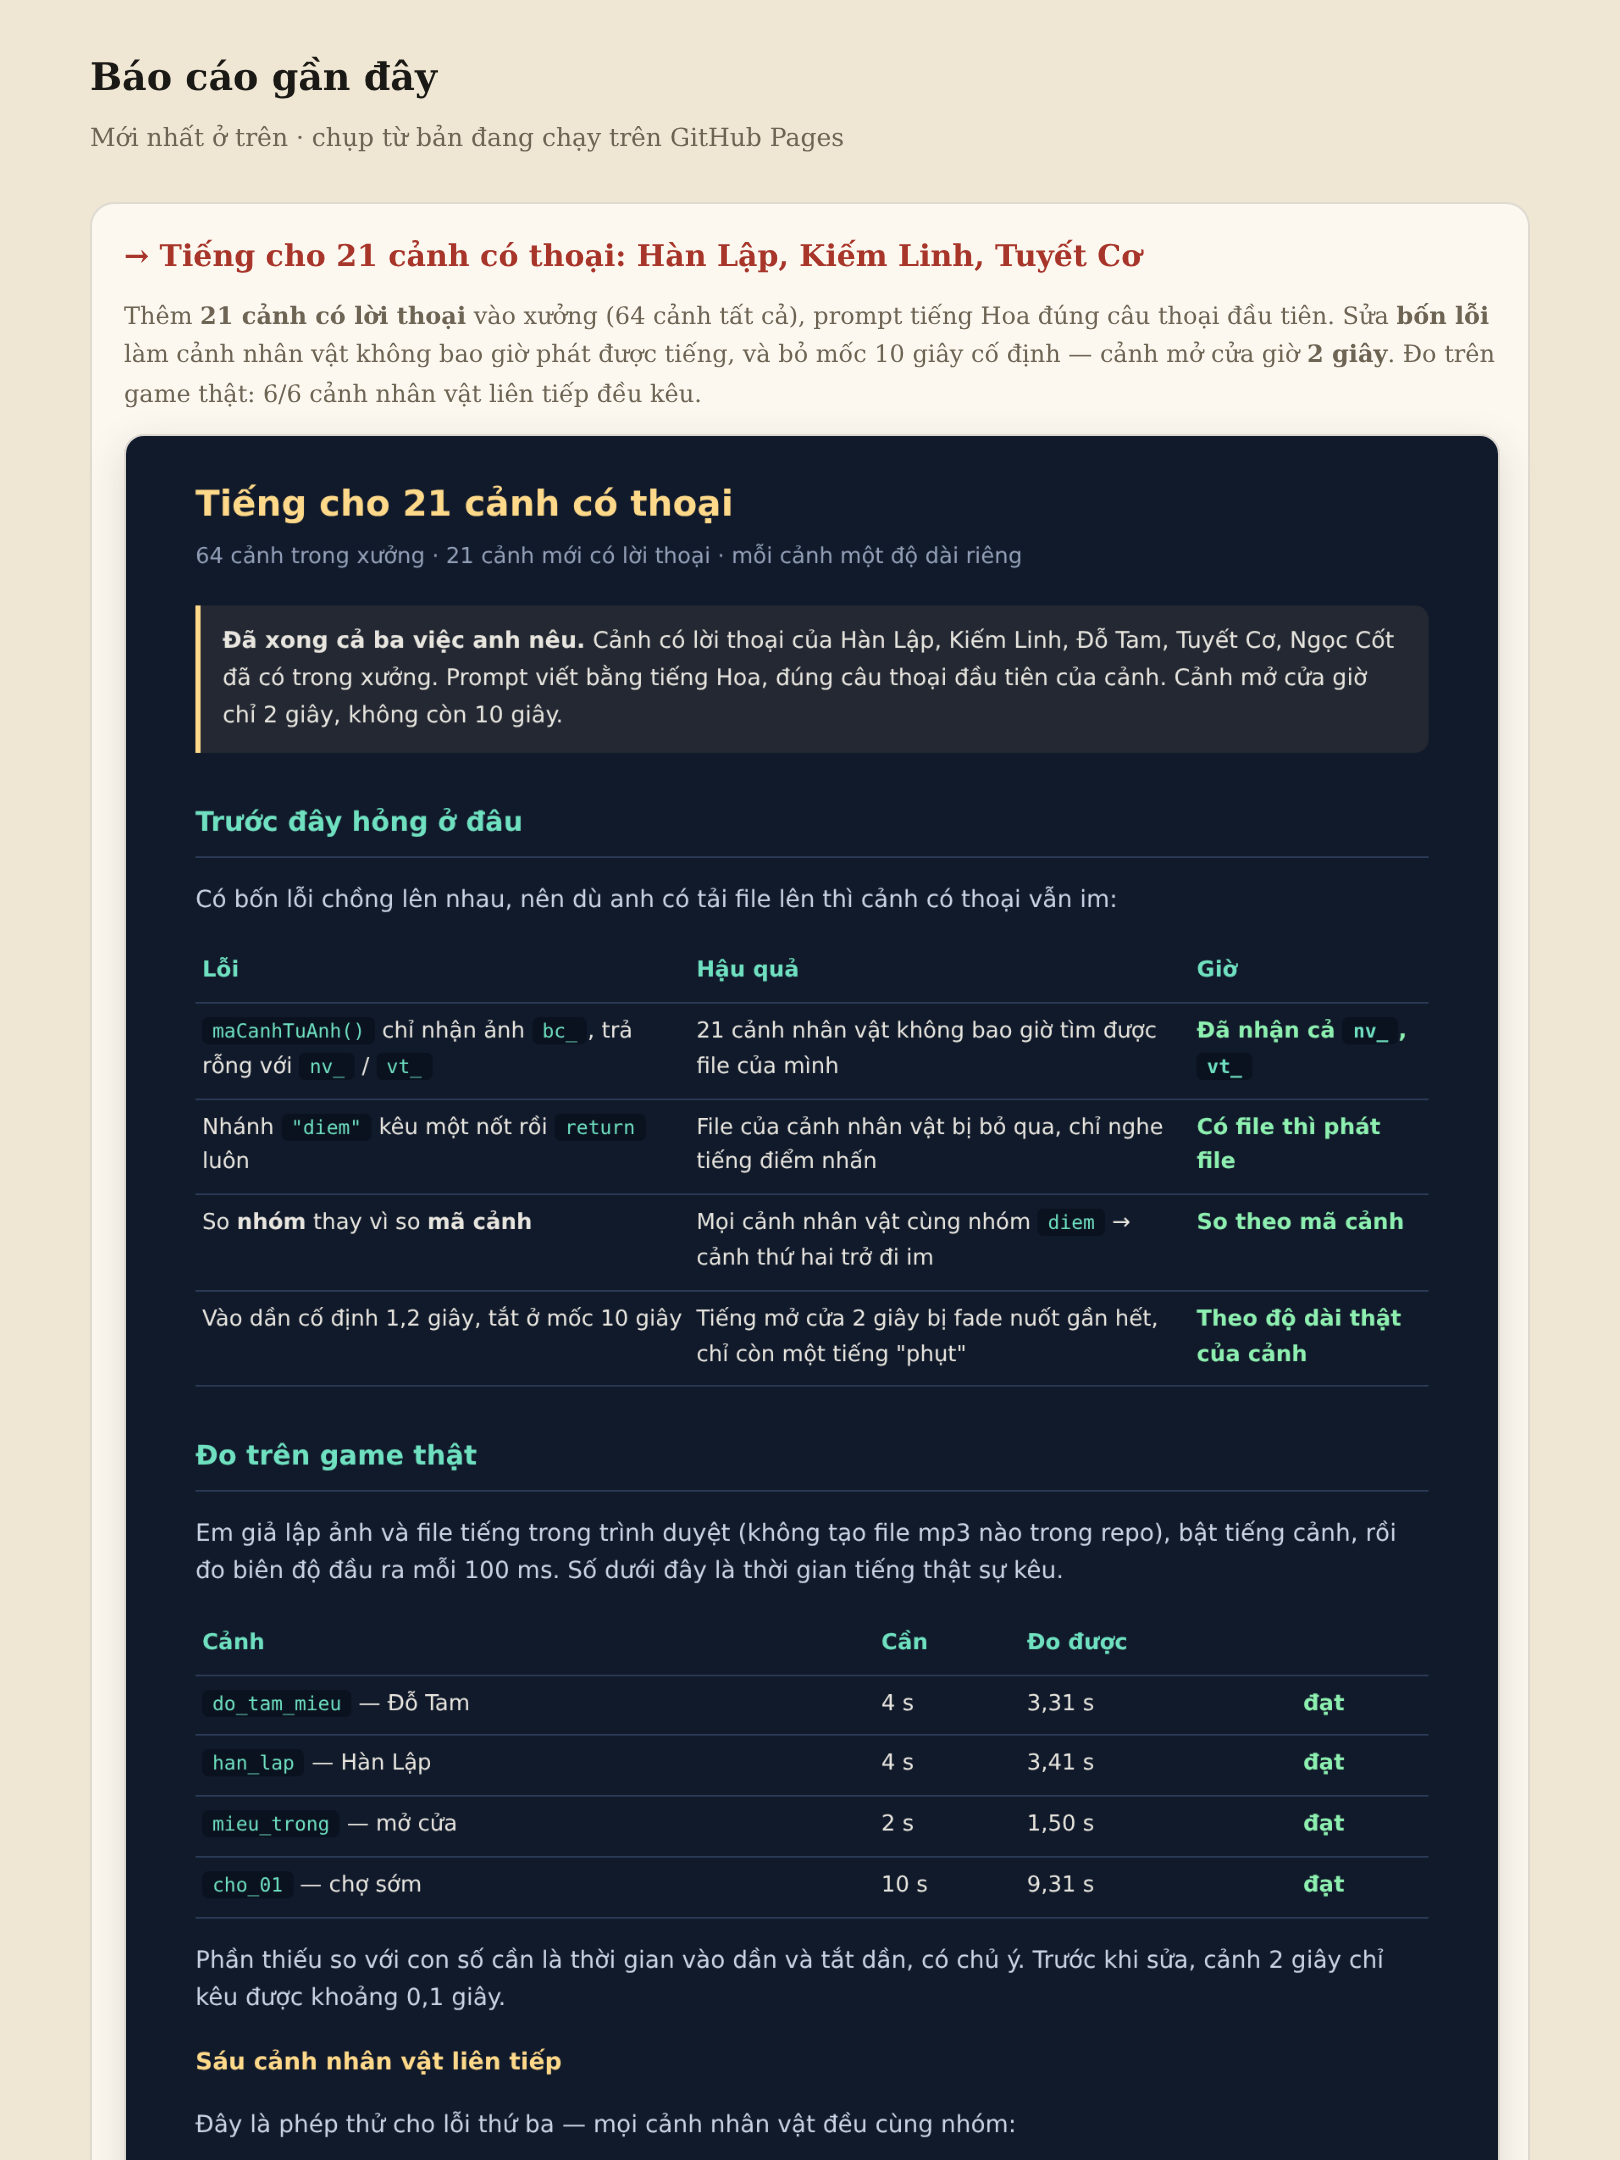 Báo cáo gần đây
Mới nhất ở trên · chụp từ bản đang chạy trên GitHub Pages
→ Tiếng cho 21 cảnh có thoại: Hàn Lập, Kiếm Linh, Tuyết Cơ
Thêm 21 cảnh có lời thoại vào xưởng (64 cảnh tất cả), prompt tiếng Hoa đúng câu thoại đầu tiên. Sửa bốn lỗi
làm cảnh nhân vật không bao giờ phát được tiếng, và bỏ mốc 10 giây cố định — cảnh mở cửa giờ 2 giây. Đo trên
game thật: 6/6 cảnh nhân vật liên tiếp đều kêu.
Tiếng cho 21 cảnh có thoại
64 cảnh trong xưởng · 21 cảnh mới có lời thoại · mỗi cảnh một độ dài riêng
Đã xong cả ba việc anh nêu. Cảnh có lời thoại của Hàn Lập, Kiếm Linh, Đỗ Tam, Tuyết Cơ, Ngọc Cốt
đã có trong xưởng. Prompt viết bằng tiếng Hoa, đúng câu thoại đầu tiên của cảnh. Cảnh mở cửa giờ
chỉ 2 giây, không còn 10 giây.
Trước đây hỏng ở đâu
Có bốn lỗi chồng lên nhau, nên dù anh có tải file lên thì cảnh có thoại vẫn im:
Lỗi Hậu quả Giờ
maCanhTuAnh() chỉ nhận ảnh bc_, trả 21 cảnh nhân vật không bao giờ tìm được Đã nhận cả nv_,
rỗng với nv_ / vt_ file của mình vt_
Nhánh "diem" kêu một nốt rồi return File của cảnh nhân vật bị bỏ qua, chỉ nghe Có file thì phát
luôn tiếng điểm nhấn file
So nhóm thay vì so mã cảnh Mọi cảnh nhân vật cùng nhóm diem → So theo mã cảnh
cảnh thứ hai trở đi im
Vào dần cố định 1,2 giây, tắt ở mốc 10 giây Tiếng mở cửa 2 giây bị fade nuốt gần hết, Theo độ dài thật
chỉ còn một tiếng "phụt" của cảnh
Đo trên game thật
Em giả lập ảnh và file tiếng trong trình duyệt (không tạo file mp3 nào trong repo), bật tiếng cảnh, rồi
đo biên độ đầu ra mỗi 100 ms. Số dưới đây là thời gian tiếng thật sự kêu.
Cảnh Cần Đo được
do_tam_mieu — Đỗ Tam 4 s 3,31 s đạt
han_lap — Hàn Lập 4 s 3,41 s đạt
mieu_trong — mở cửa 2 s 1,50 s đạt
cho_01 — chợ sớm 10 s 9,31 s đạt
Phần thiếu so với con số cần là thời gian vào dần và tắt dần, có chủ ý. Trước khi sửa, cảnh 2 giây chỉ
kêu được khoảng 0,1 giây.
Sáu cảnh nhân vật liên tiếp
Đây là phép thử cho lỗi thứ ba — mọi cảnh nhân vật đều cùng nhóm: